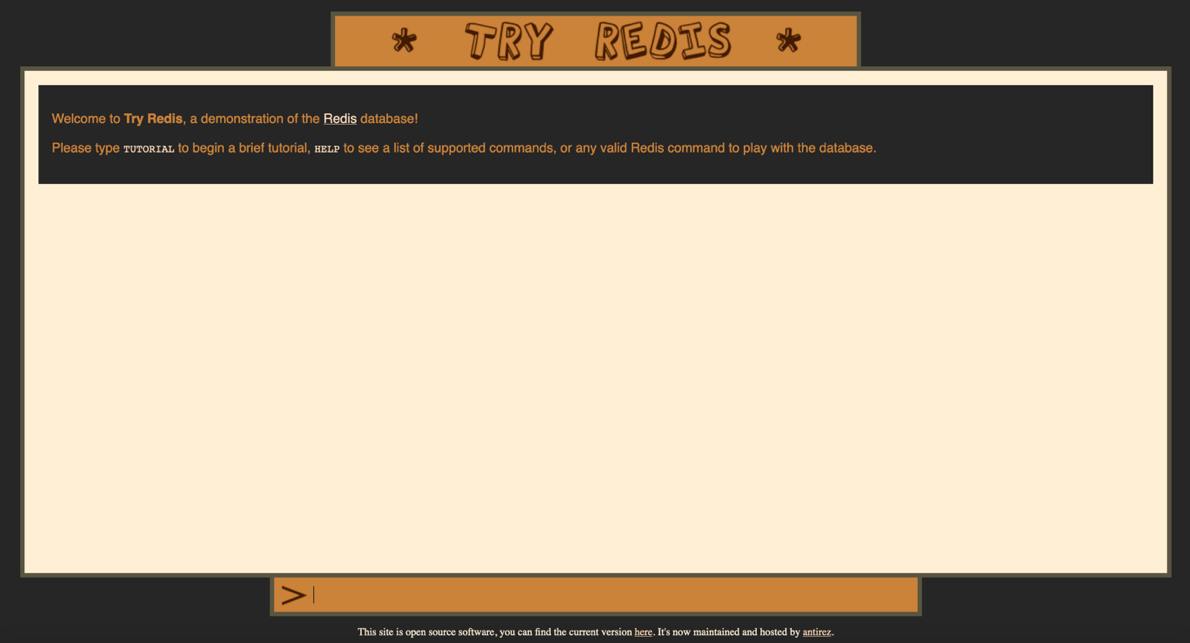 * TRY REDIS *
Welcome to Try Redis, a demonstration of the Redis database!
Please type TUTORIAL to begin a brief tutorial, HELP to see a list of supported commands, or any valid Redis command to play with the database.
>
This site is open source software, you can find the current version here. It's now maintained and hosted by antirez.